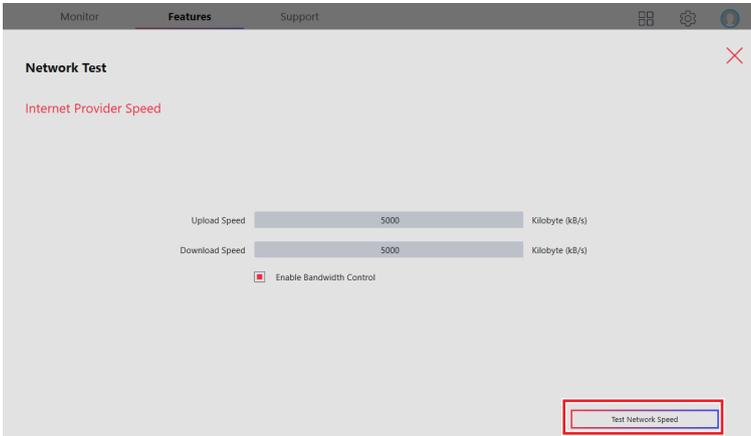 Monitor Features Support
Network Test
Internet Provider Speed
Upload Speed 5000 Kilobyte (kB/s)
Download Speed 5000 Kilobyte (kB/s)
Enable Bandwidth Control
Test Network Speed